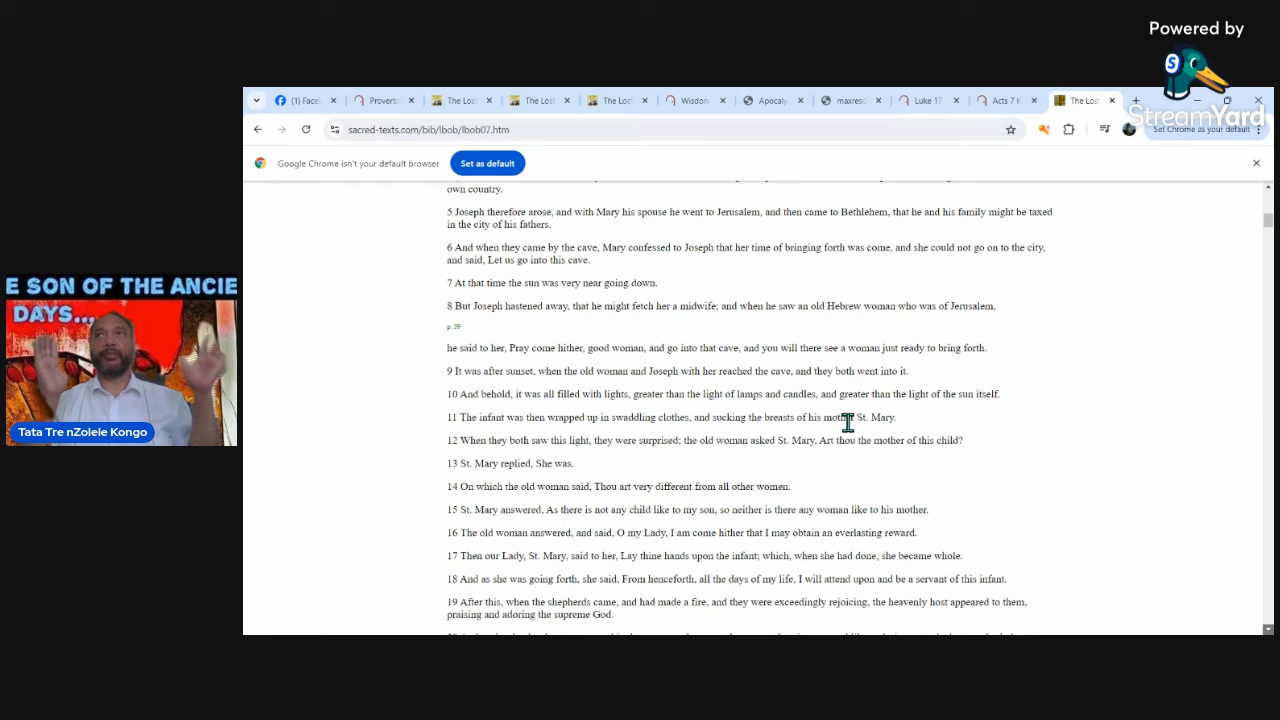 Powered by
StreamYard
(1) Face
Proverb
The Lost
The Lost
The Lost
Wisdon
Apocaly
maxresc
Luke 17
Acts 7 K
The Lost
sacred-texts.com/bib/lbob/lbob07.htm
Set Chrome as your default
Google Chrome isn't your default browser
Set as default
own country.
5 Joseph therefore arose, and with Mary his spouse he went to Jerusalem, and then came to Bethlehem, that he and his family might be taxed
in the city of his fathers.
6 And when they came by the cave, Mary confessed to Joseph that her time of bringing forth was come, and she could not go on to the city,
and said, Let us go into this cave.
7 At that time the sun was very near going down.
8 But Joseph hastened away, that he might fetch her a midwife; and when he saw an old Hebrew woman who was of Jerusalem,
p. 39
he said to her, Pray come hither, good woman, and go into that cave, and you will there see a woman just ready to bring forth.
9 It was after sunset, when the old woman and Joseph with her reached the cave, and they both went into it.
10 And behold, it was all filled with lights, greater than the light of lamps and candles, and greater than the light of the sun itself.
11 The infant was then wrapped up in swaddling clothes, and sucking the breasts of his mother St. Mary.
12 When they both saw this light, they were surprised; the old woman asked St. Mary, Art thou the mother of this child?
13 St. Mary replied, She was.
14 On which the old woman said, Thou art very different from all other women.
15 St. Mary answered, As there is not any child like to my son, so neither is there any woman like to his mother.
16 The old woman answered, and said, O my Lady, I am come hither that I may obtain an everlasting reward.
17 Then our Lady, St. Mary, said to her, Lay thine hands upon the infant; which, when she had done, she became whole.
18 And as she was going forth, she said, From henceforth, all the days of my life, I will attend upon and be a servant of this infant.
19 After this, when the shepherds came, and had made a fire, and they were exceedingly rejoicing, the heavenly host appeared to them,
praising and adoring the supreme God.
E SON OF THE ANCIE
DAYS...
Tata Tre nZolele Kongo